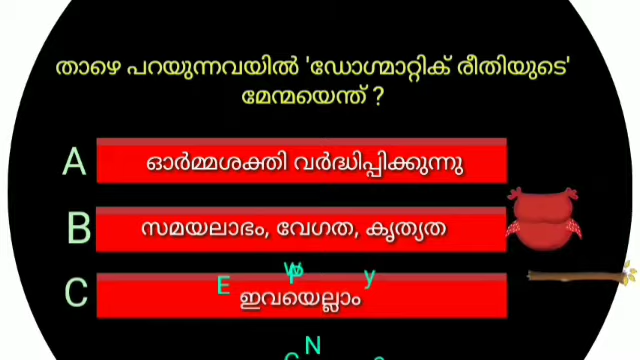 താഴെ പറയുന്നവയിൽ 'ഡോഗ്മാറ്റിക് രീതിയുടെ'
മേന്മയെന്ത് ?
A ഓർമ്മശക്തി വർദ്ധിപ്പിക്കുന്നു
B സമയലാഭം, വേഗത, കൃത്യത
C ഇവയെല്ലാം
E
y
N